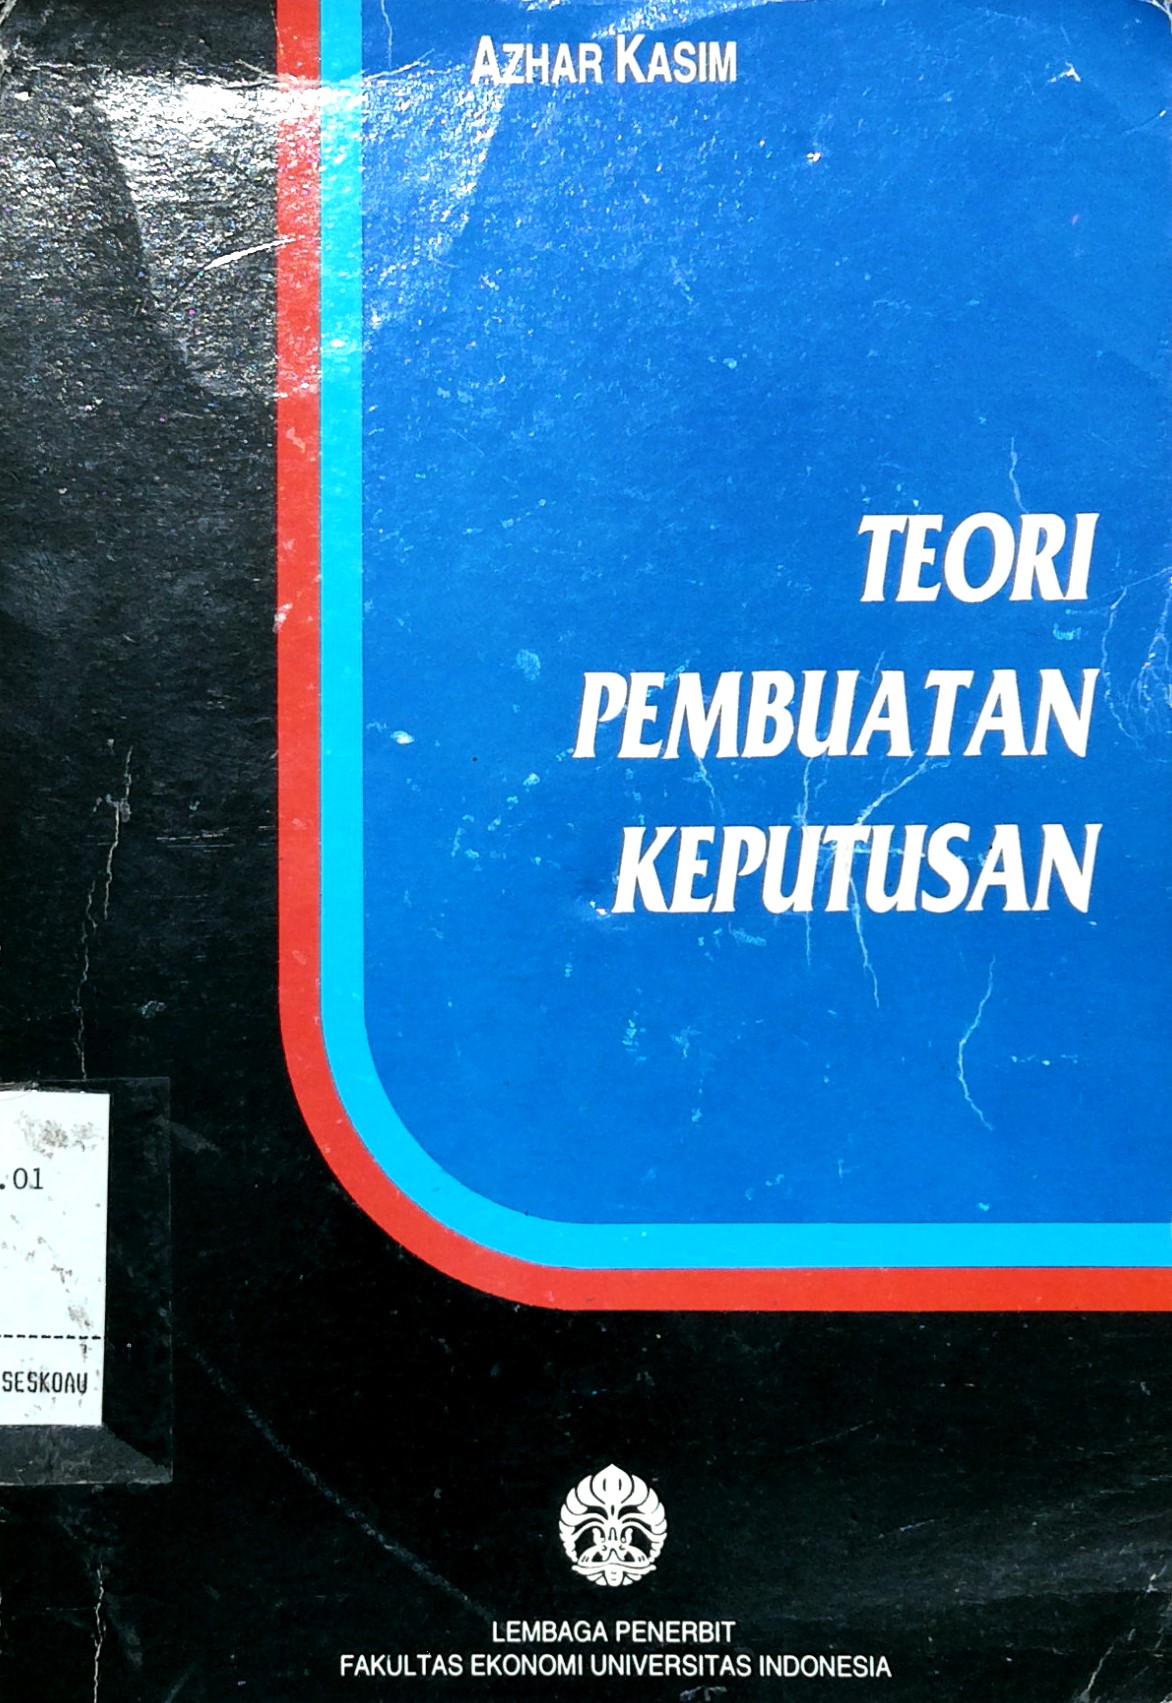 AZHAR KASIM
TEORI
PEMBUATAN
KEPUTUSAN
.01
SESKOAU
LEMBAGA PENERBIT
FAKULTAS EKONOMI UNIVERSITAS INDONESIA